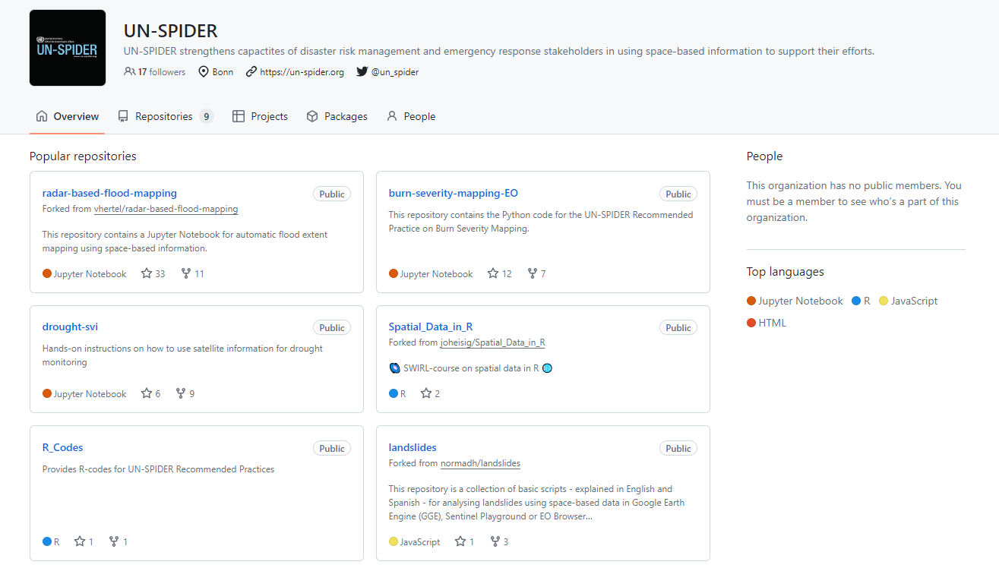 UN-SPIDER
UN-SPIDER
UN-SPIDER strengthens capactites of disaster risk management and emergency response stakeholders in using space-based information to support their efforts.
17 followers Bonn https://un-spider.org @un_spider
Overview Repositories 9 Projects Packages People
Popular repositories
radar-based-flood-mapping Public
Forked from vhertel/radar-based-flood-mapping
This repository contains a Jupyter Notebook for automatic flood extent
mapping using space-based information.
Jupyter Notebook 33 11
burn-severity-mapping-EO Public
This repository contains the Python code for the UN-SPIDER Recommended
Practice on Burn Severity Mapping.
Jupyter Notebook 12 7
drought-svi Public
Hands-on instructions on how to use satellite information for drought
monitoring
Jupyter Notebook 6 9
Spatial_Data_in_R Public
Forked from joheisig/Spatial_Data_in_R
SWIRL-course on spatial data in R
R 2
R_Codes Public
Provides R-codes for UN-SPIDER Recommended Practices
R 1 1
landslides Public
Forked from normadh/landslides
This repository is a collection of basic scripts - explained in English and
Spanish - for analysing landslides using space-based data in Google Earth
Engine (GGE), Sentinel Playground or EO Browser...
JavaScript 1 3
People
This organization has no public members. You
must be a member to see who's a part of this
organization.
Top languages
Jupyter Notebook R JavaScript
HTML